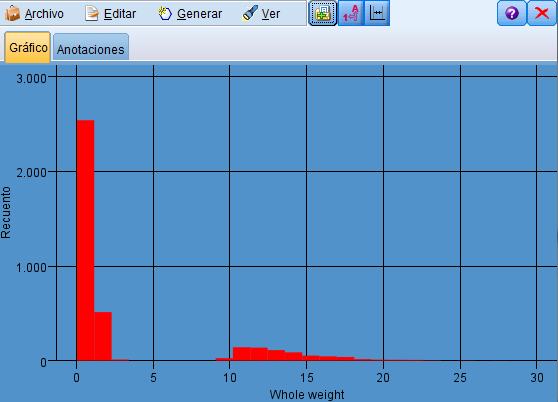 Archivo Editar Generar Ver
Gráfico Anotaciones
3.000
2.000
1.000
0
Recuento
0 5 10 15 20 25 30
Whole weight